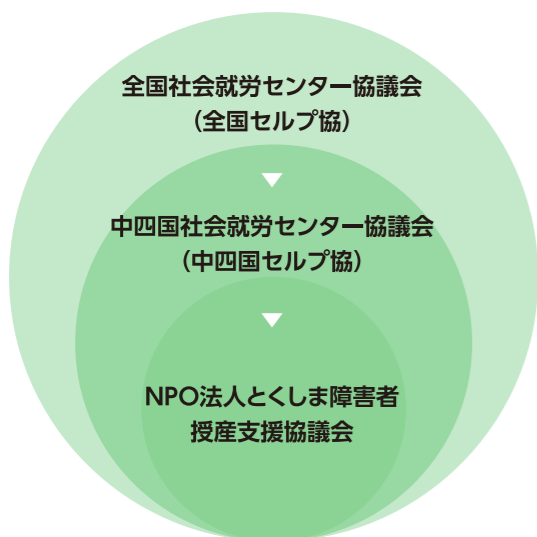 全国社会就労センター協議会
（全国セルプ協）
中四国社会就労センター協議会
（中四国セルプ協）
NPO法人とくしま障害者
授産支援協議会